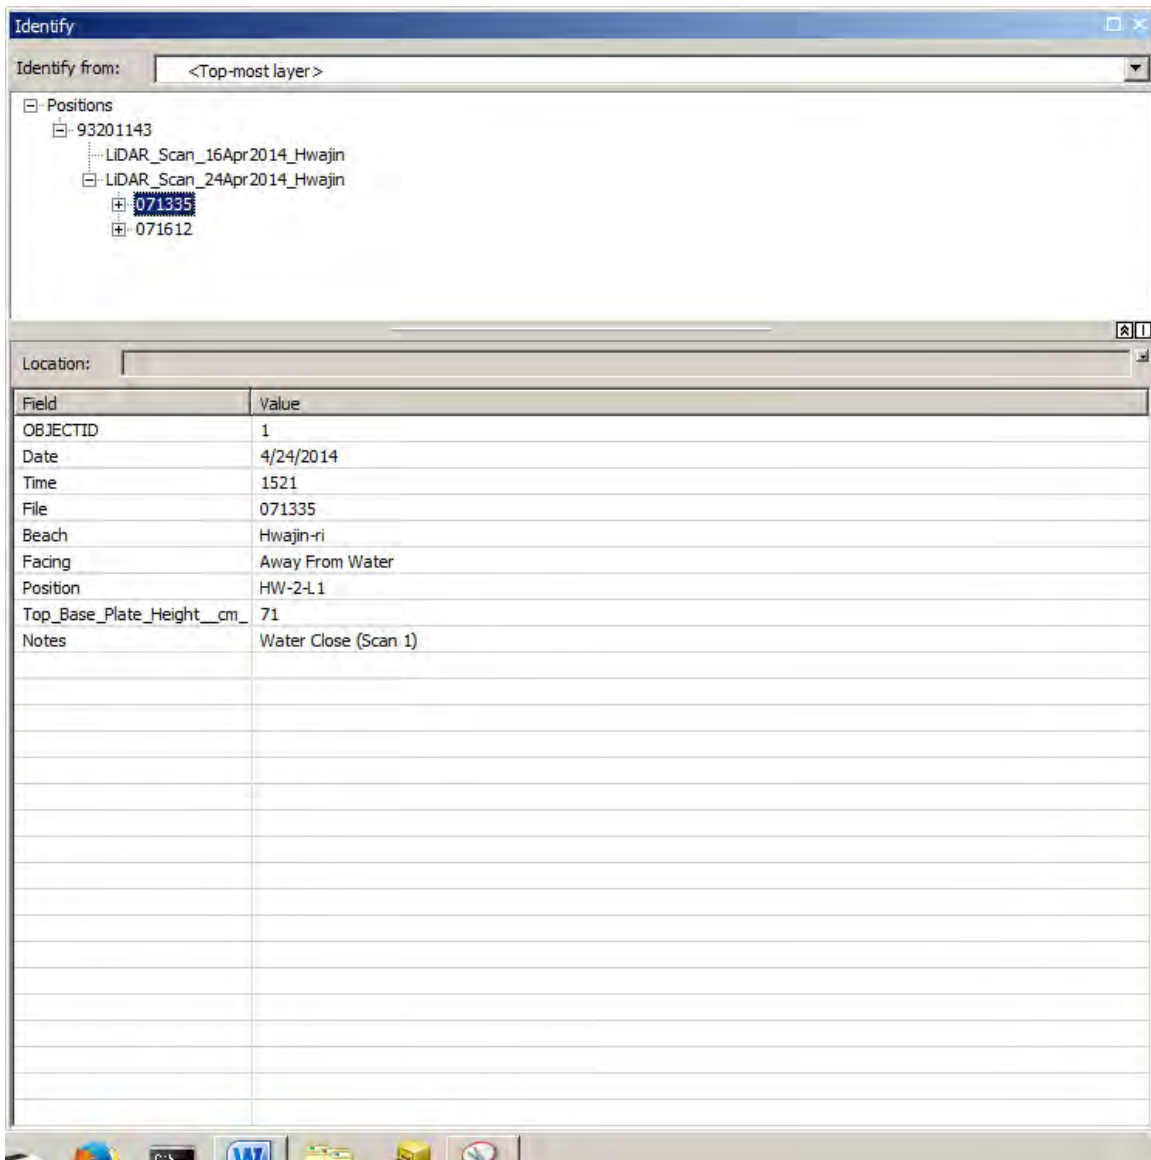 Identify
Identify from: <Top-most layer>
Positions
93201143
LiDAR_Scan_16Apr2014_Hwajin
LiDAR_Scan_24Apr2014_Hwajin
071335
071612
Location:
Field Value
OBJECTID 1
Date 4/24/2014
Time 1521
File 071335
Beach Hwajin-ri
Facing Away From Water
Position HW-2-L1
Top_Base_Plate_Height__cm_ 71
Notes Water Close (Scan 1)
W